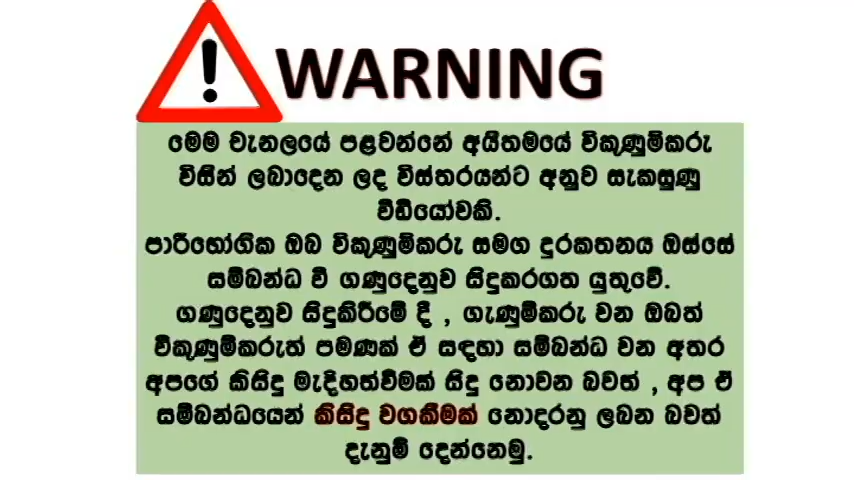 WARNING
මෙම චැනලයේ පළවන්නේ අයිතමයේ විකුණුම්කරු
විසින් ලබාදෙන ලද විස්තරයන්ට අනුව සැකසුණු
වීඩියෝවකි.
පාරිභෝගික ඔබ විකුණුම්කරු සමග දුරකතනය ඔස්සේ
සම්බන්ධ වී ගණුදෙනුව සිදුකරගත යුතුවේ.
ගණුදෙනුව සිදුකිරීමේ දී , ගැණුම්කරු වන ඔබත්
විකුණුම්කරුත් පමණක් ඒ සඳහා සම්බන්ධ වන අතර
අපගේ කිසිදු මැදිහත්වීමක් සිදු නොවන බවත් , අප ඒ
සම්බන්ධයෙන් කිසිදු වගකීමක් නොදරනු ලබන බවත්
දැනුම් දෙන්නෙමු.